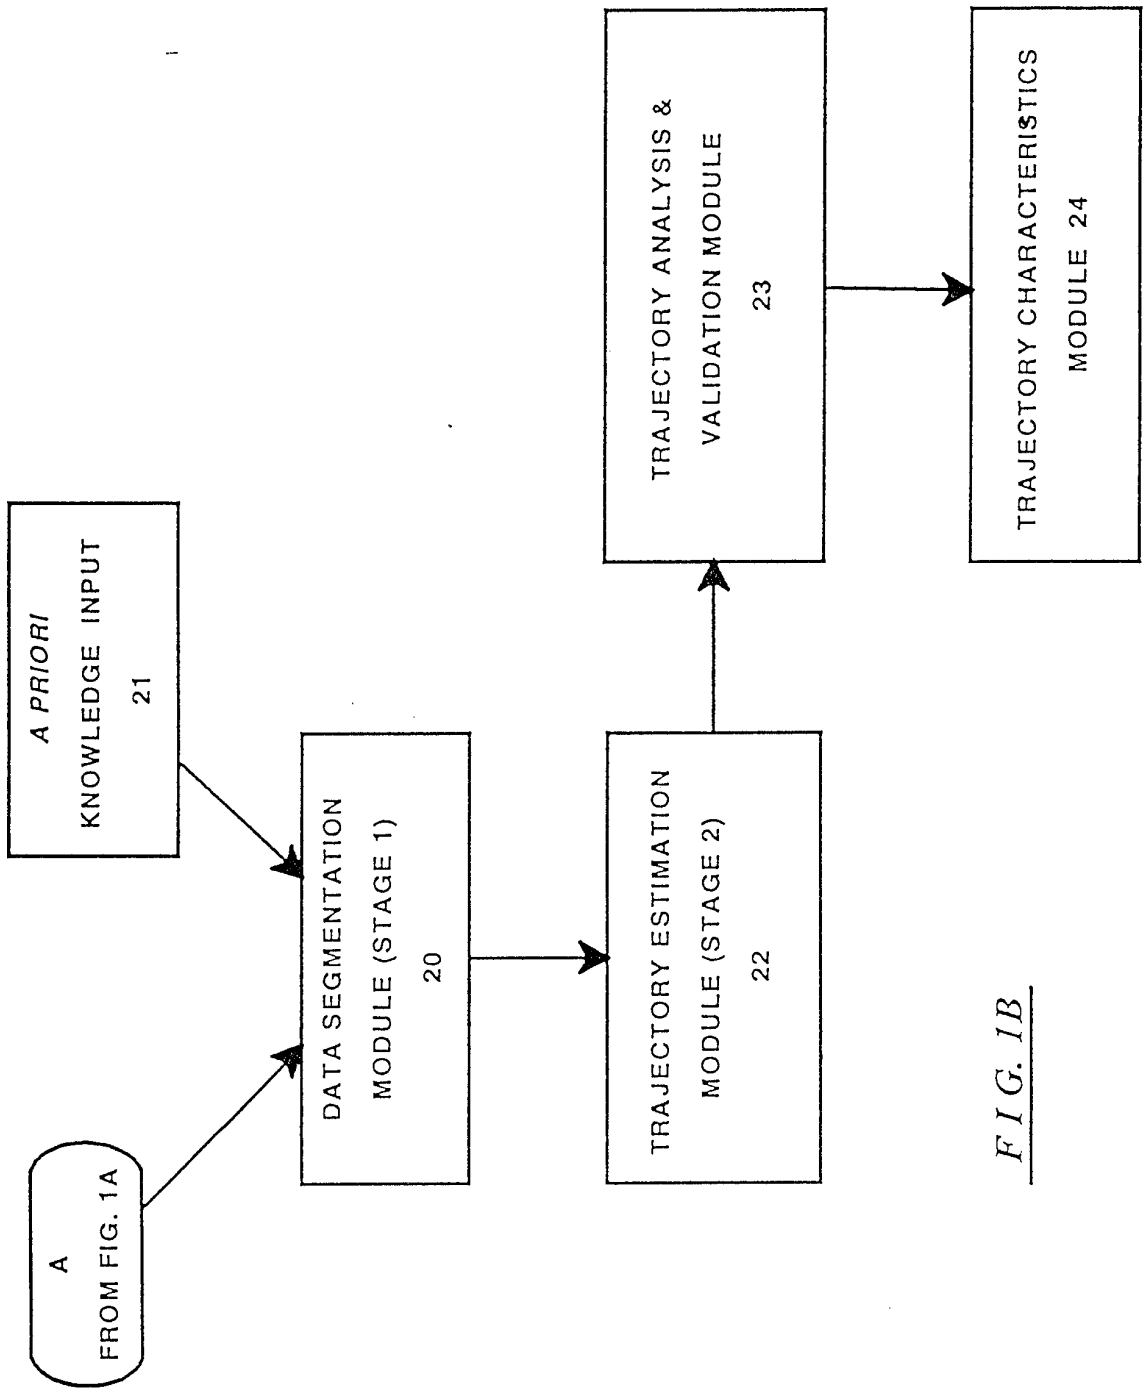 A
FROM FIG. 1A
A PRIORI
KNOWLEDGE INPUT
21
DATA SEGMENTATION
MODULE (STAGE 1)
20
TRAJECTORY ESTIMATION
MODULE (STAGE 2)
22
TRAJECTORY ANALYSIS &
VALIDATION MODULE
23
TRAJECTORY CHARACTERISTICS
MODULE 24
FIG. 1B